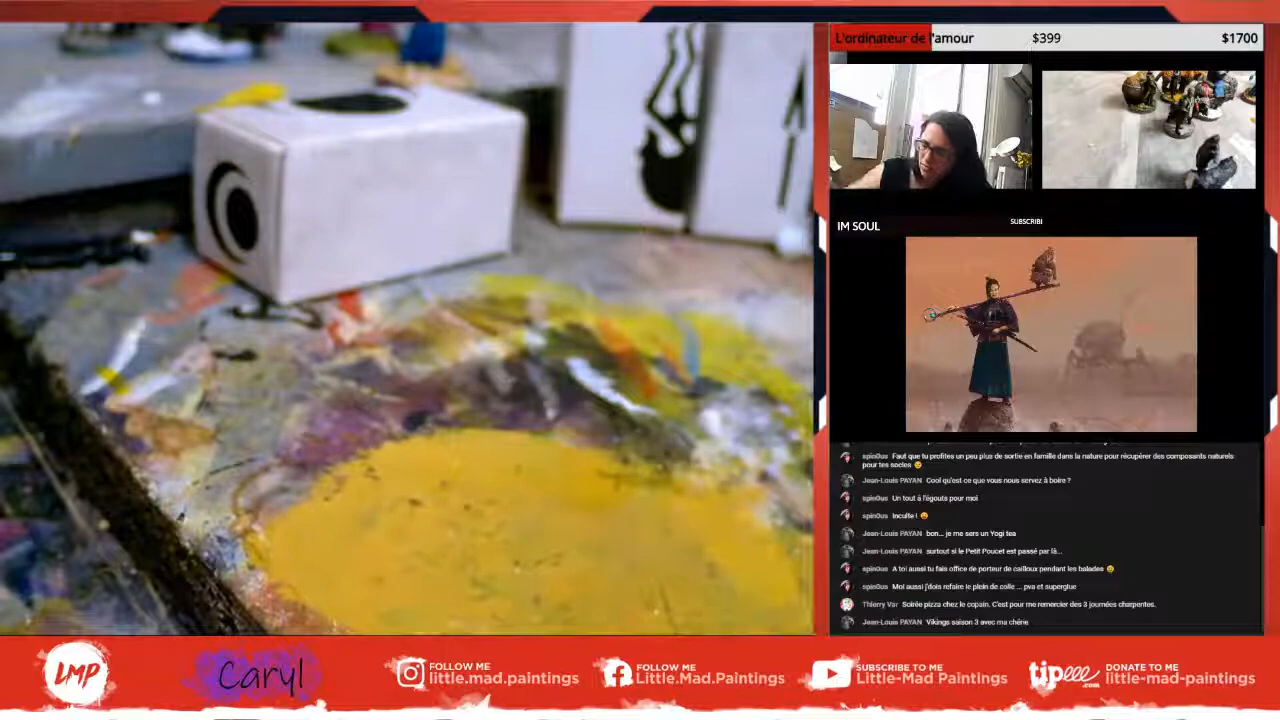 L'ordinateur de l'amour $399 $1700
IM SOUL
SUBSCRIBI
spin0us Faut que tu profites un peu plus de sortie en famille dans la nature pour récupérer des composants naturels
pour tes socles
Jean-Louis PAYAN Cool qu'est ce que vous nous servez à boire ?
spin0us Un tout à l'égouts pour moi
spin0us Inculte !
Jean-Louis PAYAN bon... je me sers un Yogi tea
Jean-Louis PAYAN surtout si le Petit Poucet est passé par là...
spin0us A toi aussi tu fais office de porteur de cailloux pendant les balades
spin0us Moi aussi j'dois refaire le plein de colle ... pva et superglue
Thierry Var Soirée pizza chez le copain. C'est pour me remercier des 3 journées charpentes.
Jean-Louis PAYAN Vikings saison 3 avec ma chérie
LMP
Caryl
FOLLOW ME
little.mad.paintings
FOLLOW ME
Little.Mad.Paintings
SUBSCRIBE TO ME
Little-Mad Paintings
tipeee.com
DONATE TO ME
little-mad-paintings